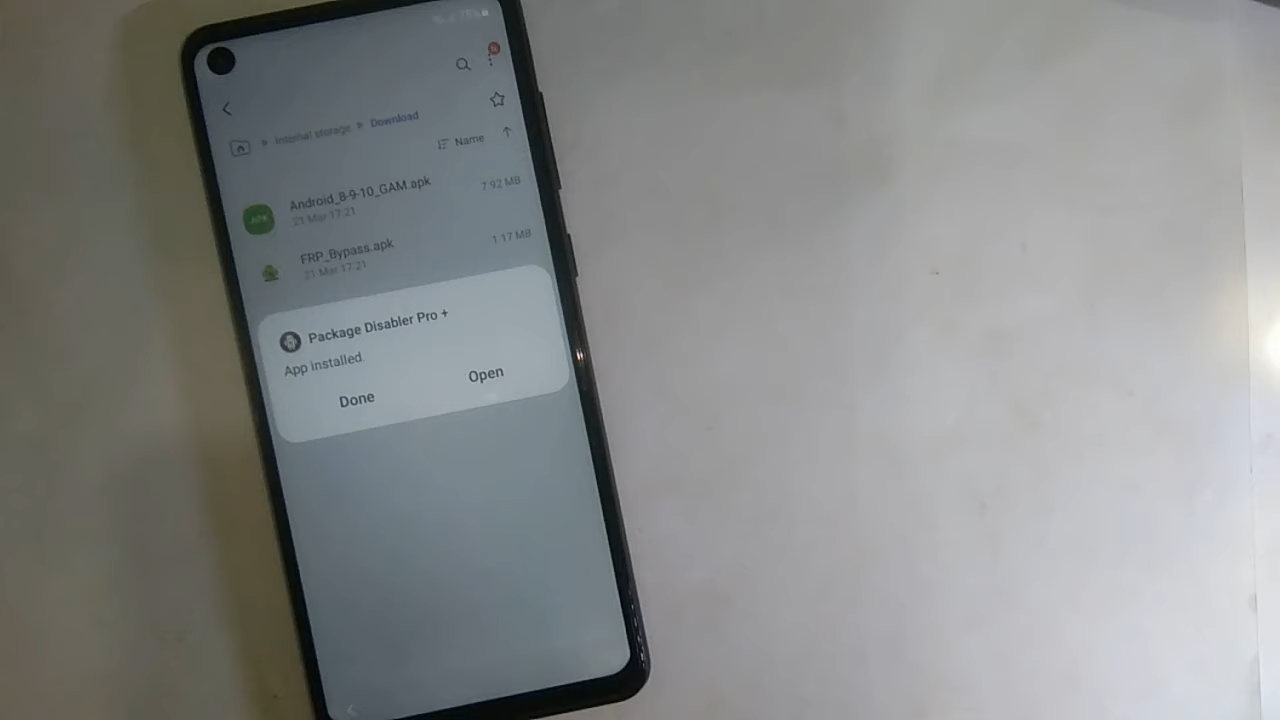 Internal storage Download
Name
Android_8-9-10_GAM.apk
7.92 MB
21 Mar 17:21
FRP_Bypass.apk
1.17 MB
21 Mar 17:21
Package Disabler Pro +
App installed.
Done Open